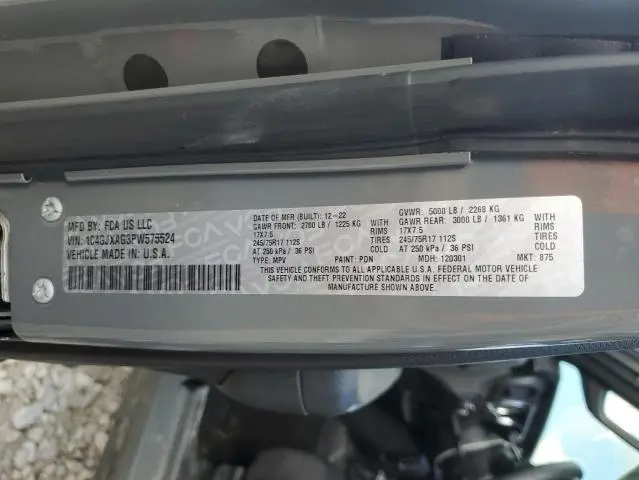 MFD BY: FCA US LLC
VIN: 1C4GJXAG3PW575524
VEHICLE MADE IN: U.S.A.
DATE OF MFR (BUILT): 12-22
GAWR FRONT: 2700 LB / 1225 KG
17X7.5 RIMS
245/75R17 112S TIRES
AT 250 kPa / 36 PSI COLD
TYPE: MPV
GVWR: 5000 LB / 2268 KG
GAWR REAR: 3000 LB / 1361 KG
17X7.5 RIMS
245/75R17 112S TIRES
AT 250 kPa / 36 PSI COLD
PAINT: PDN MDH: 120301 MKT: 875
THIS VEHICLE CONFORMS TO ALL APPLICABLE U.S.A. FEDERAL MOTOR VEHICLE
SAFETY AND THEFT PREVENTION STANDARDS IN EFFECT ON THE DATE OF
MANUFACTURE SHOWN ABOVE.